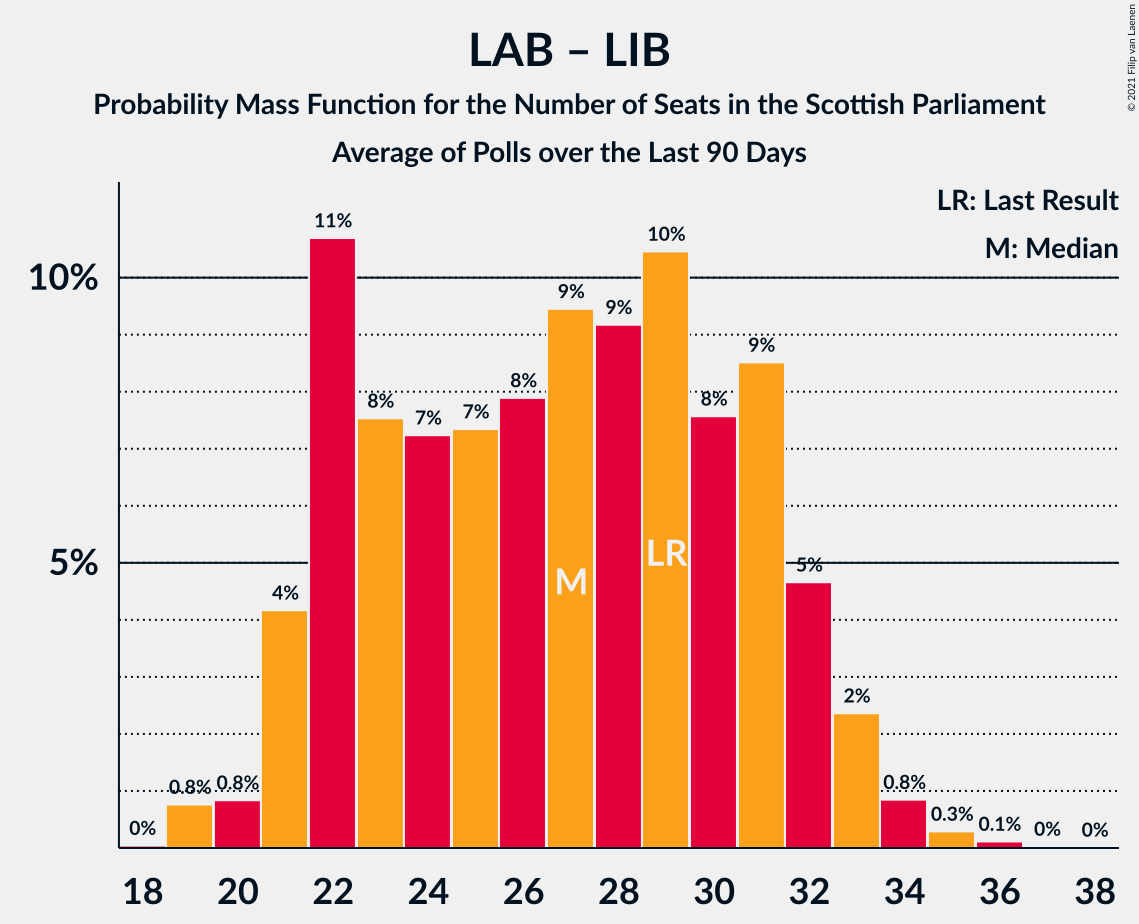 LAB – LIB
Probability Mass Function for the Number of Seats in the Scottish Parliament
Average of Polls over the Last 90 Days
© 2021 Filip van Laenen
LR: Last Result
M: Median
10%
5%
0%
0.8%
0.8%
4%
11%
8%
7%
7%
8%
9%
9%
10%
8%
9%
5%
2%
0.8%
0.3%
0.1%
0%
0%
M
LR
18 20 22 24 26 28 30 32 34 36 38